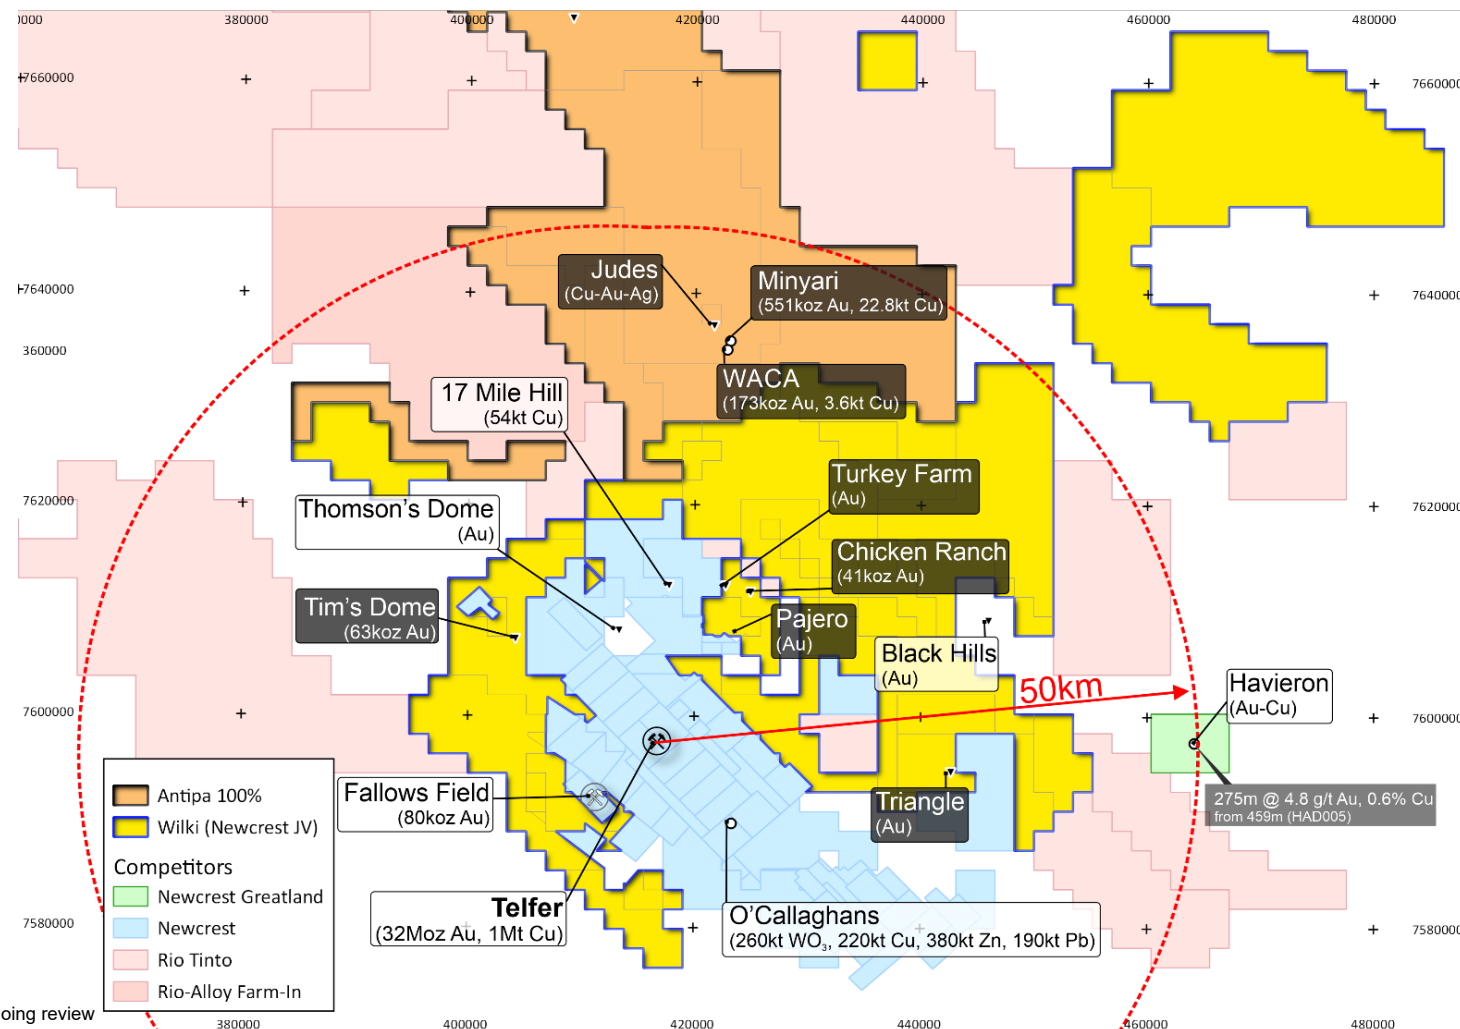 0000
380000
400000
420000
440000
460000
480000
7660000
7660000
Judes
(Cu-Au-Ag)
Minyari
(551koz Au, 22.8kt Cu)
7640000
7640000
360000
WACA
(173koz Au, 3.6kt Cu)
17 Mile Hill
(54kt Cu)
Turkey Farm
(Au)
7620000
7620000
Thomson's Dome
(Au)
Chicken Ranch
(41koz Au)
Tim's Dome
(63koz Au)
Pajero
(Au)
Black Hills
(Au)
50km
Havieron
(Au-Cu)
7600000
7600000
275m @ 4.8 g/t Au, 0.6% Cu
from 459m (HAD005)
Fallows Field
(80koz Au)
Triangle
(Au)
Telfer
(32Moz Au, 1Mt Cu)
O'Callaghans
(260kt WO₃, 220kt Cu, 380kt Zn, 190kt Pb)
7580000
7580000
Antipa 100%
Wilki (Newcrest JV)
Competitors
Newcrest Greatland
Newcrest
Rio Tinto
Rio-Alloy Farm-In
oing review
380000
400000
420000
440000
460000
480000